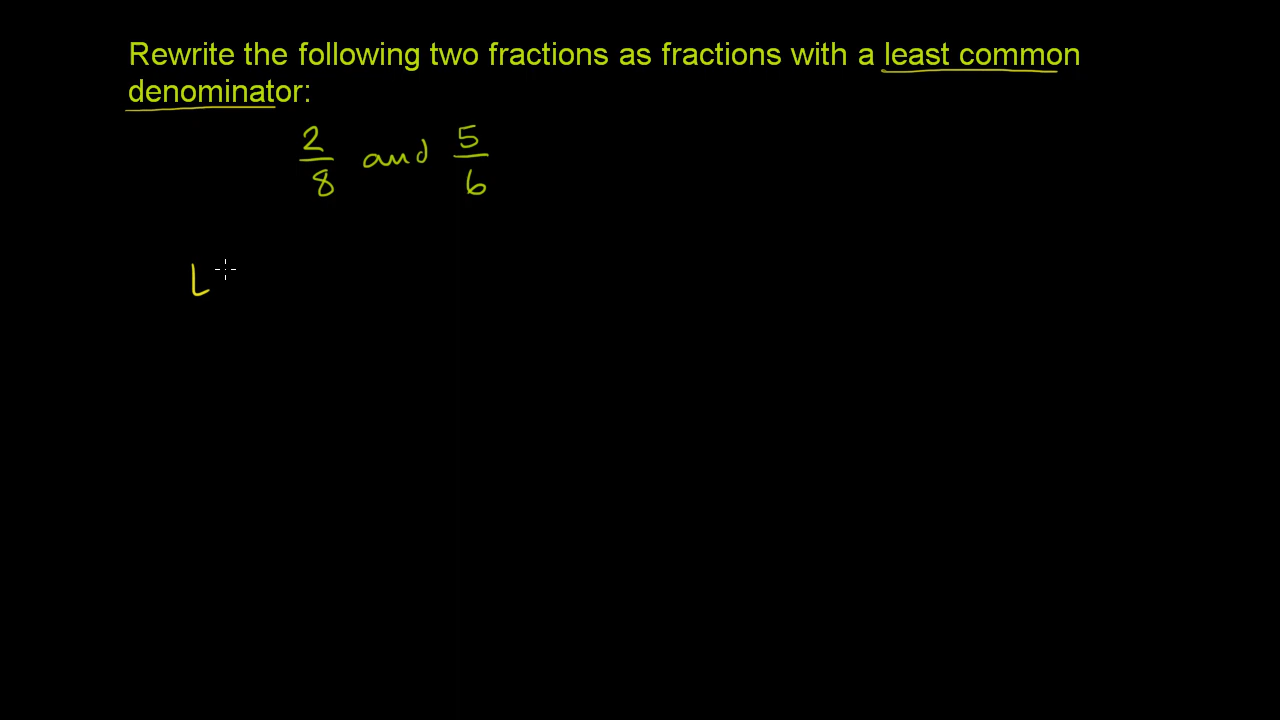 Rewrite the following two fractions as fractions with a least common
denominator:
2/8 and 5/6
L